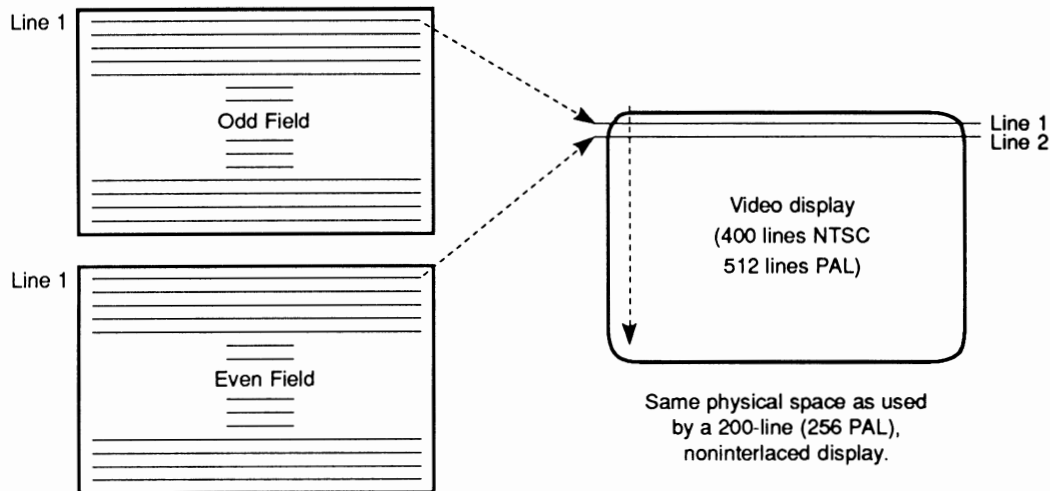 Line 1
Odd Field
Line 1
Even Field
Line 1
Line 2
Video display
(400 lines NTSC
512 lines PAL)
Same physical space as used
by a 200-line (256 PAL),
noninterlaced display.